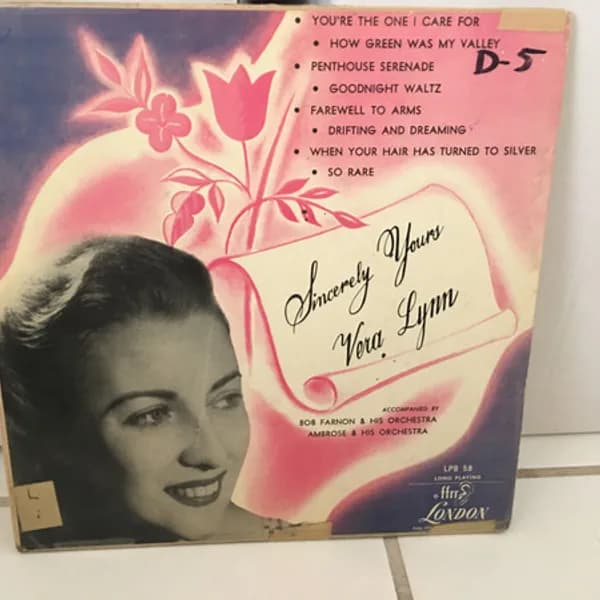 • YOU'RE THE ONE I CARE FOR
• HOW GREEN WAS MY VALLEY
D-5
• PENTHOUSE SERENADE
• GOODNIGHT WALTZ
• FAREWELL TO ARMS
• DRIFTING AND DREAMING
• WHEN YOUR HAIR HAS TURNED TO SILVER
• SO RARE
Sincerely Yours
Vera Lynn
ACCOMPANIED BY
BOB FARNON & HIS ORCHESTRA
AMBROSE & HIS ORCHESTRA
LPB 58
LONG PLAYING
ffrr
LONDON
L